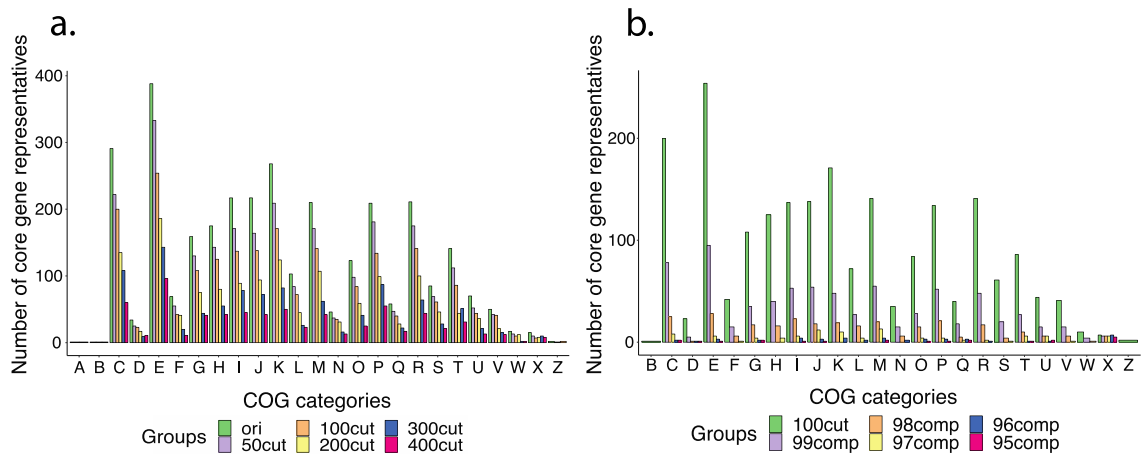 a.
Number of core gene representatives
400
300
200
100
0
A B C D E F G H I J K L M N O P Q R S T U V W X Z
COG categories
Groups
ori 100cut 300cut
50cut 200cut 400cut
b.
Number of core gene representatives
200
100
0
B C D E F G H I J K L M N O P Q R S T U V W X Z
COG categories
Groups
100cut 98comp 96comp
99comp 97comp 95comp